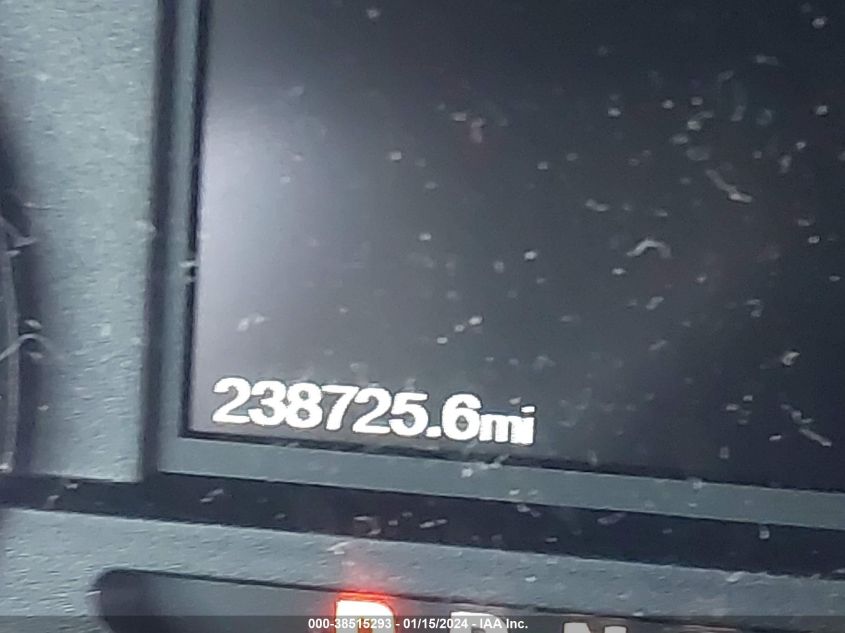 238725.6mi
P R N
000-38515293 - 01/15/2024 - IAA Inc.